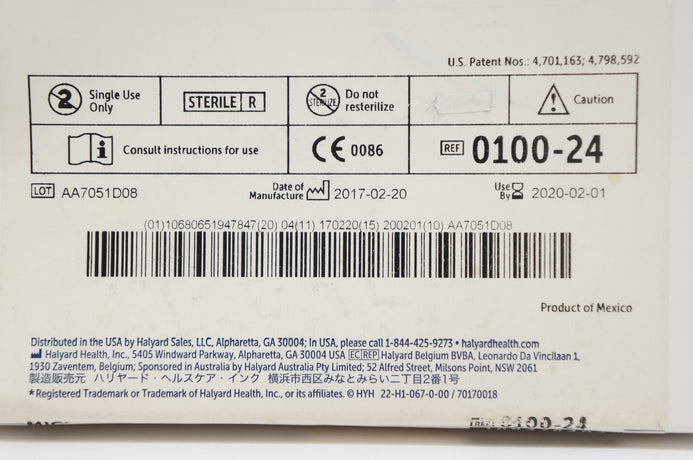 U.S. Patent Nos.: 4,701,163; 4,798,592
2 Single Use Only
STERILE R
2 STERILIZE Do not resterilize
Caution
i Consult instructions for use
CE 0086
REF 0100-24
LOT AA7051D08
Date of Manufacture 2017-02-20
Use By 2020-02-01
(01)10680651947847(20) 04(11) 170220(15) 200201(10) AA7051D08
Product of Mexico
Distributed in the USA by Halyard Sales, LLC, Alpharetta, GA 30004; In USA, please call 1-844-425-9273 • halyardhealth.com
Halyard Health, Inc., 5405 Windward Parkway, Alpharetta, GA 30004 USA EC REP Halyard Belgium BVBA, Leonardo Da Vincilaan 1,
1930 Zaventem, Belgium; Sponsored in Australia by Halyard Australia Pty Limited; 52 Alfred Street, Milsons Point, NSW 2061
製造販売元 ハリヤード・ヘルスケア・インク 横浜市西区みなとみらい二丁目2番1号
*Registered Trademark or Trademark of Halyard Health, Inc., or its affiliates. © HYH 22-H1-067-0-00 / 70170018
0100-24